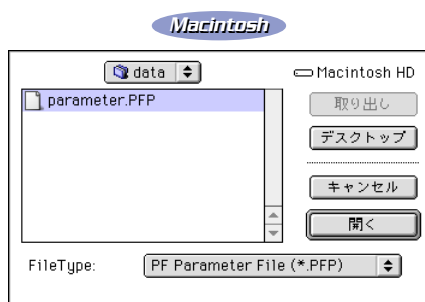 Macintosh
data
Macintosh HD
parameter.PFP
取り出し
デスクトップ
キャンセル
開く
FileType:
PF Parameter File (*.PFP)